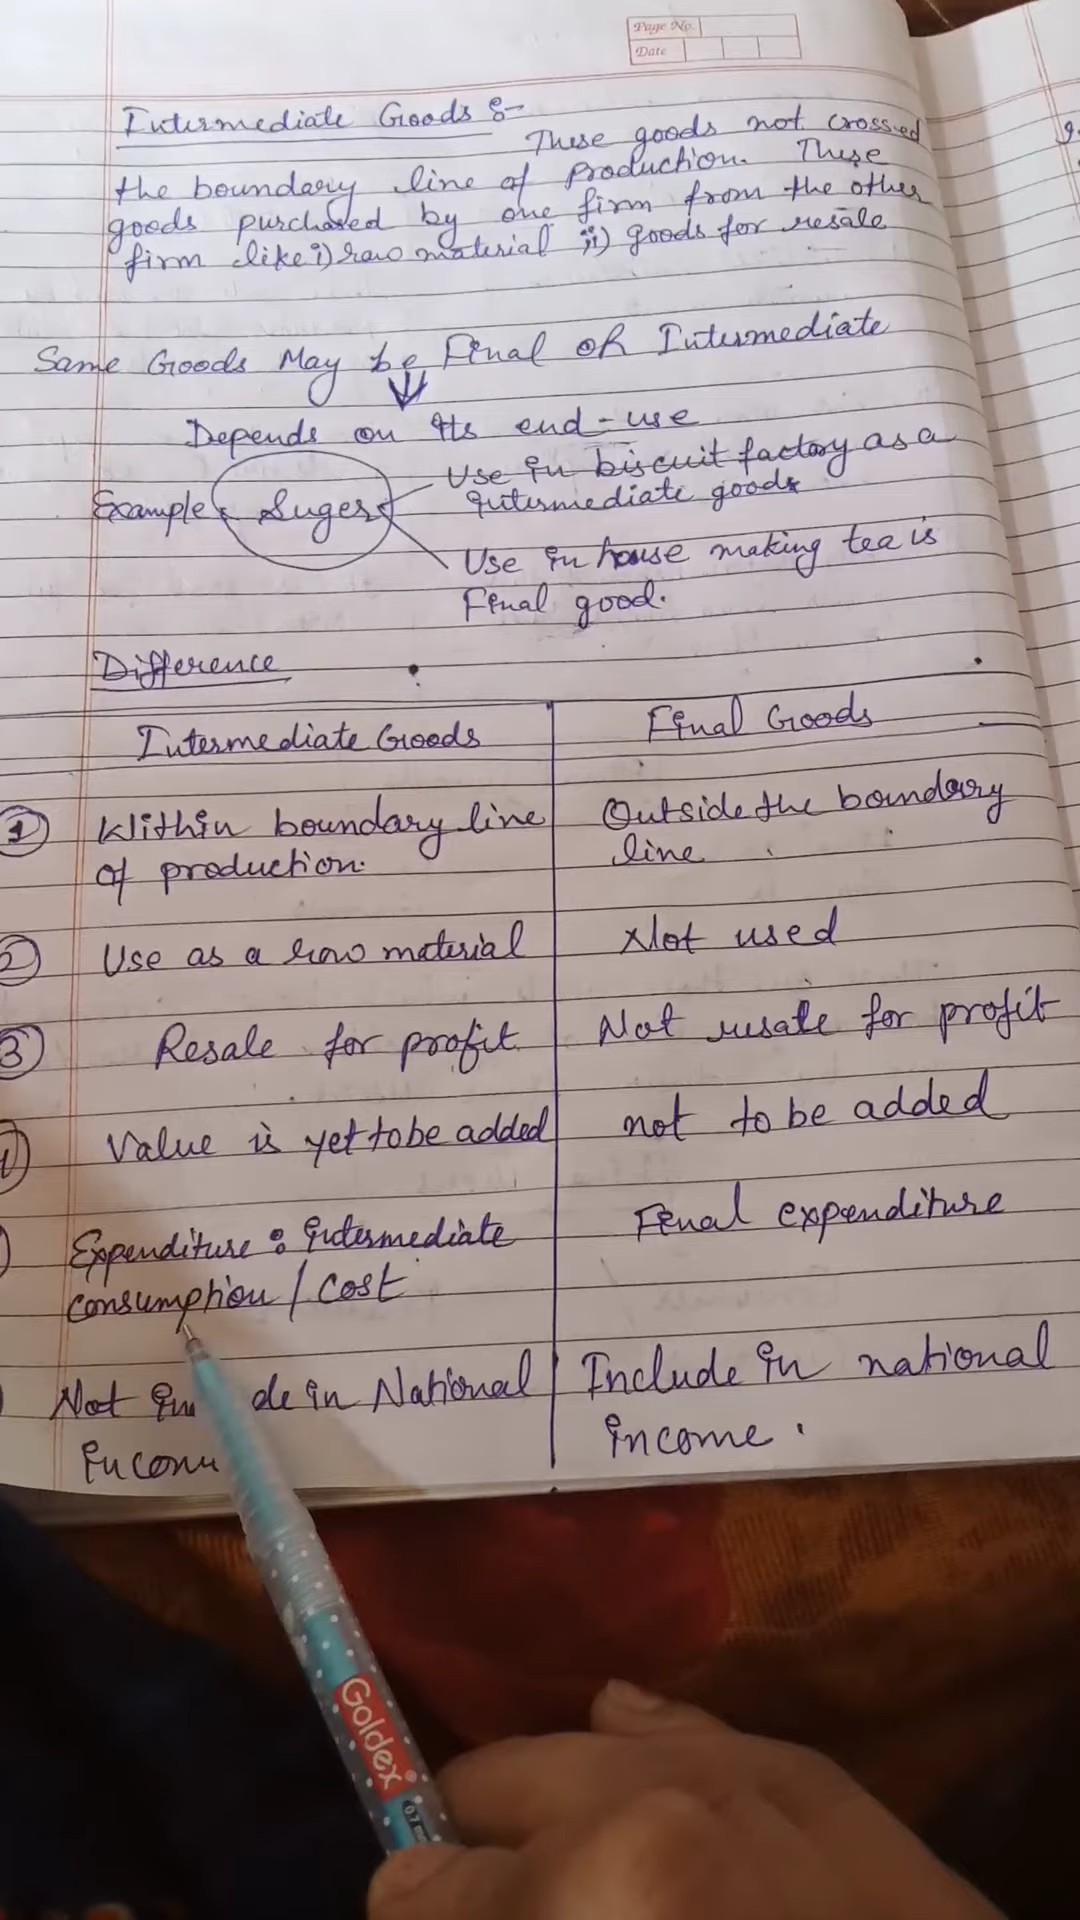 Page No.
Date
Intermediate Goods :-
These goods not crossed
the boundary line of production. These
goods purchased by one firm from the other
firm like i) raw material ii) goods for resale
Same Goods May be Final or Intermediate
Depends on Its end-use
Example: Suger
Use in biscuit factory as a
intermediate goods
Use in house making tea is
Final good.
Difference
Intermediate Goods
Final Goods
1 Within boundary line
of production.
Outside the boundary
line
2 Use as a raw material
Not used
3 Resale for profit
Not resale for profit
Value is yet to be added
not to be added
Expenditure : intermediate
consumption / cost
Final expenditure
Not in de in National
incom
Include in national
income.
Goldex
0.7 m